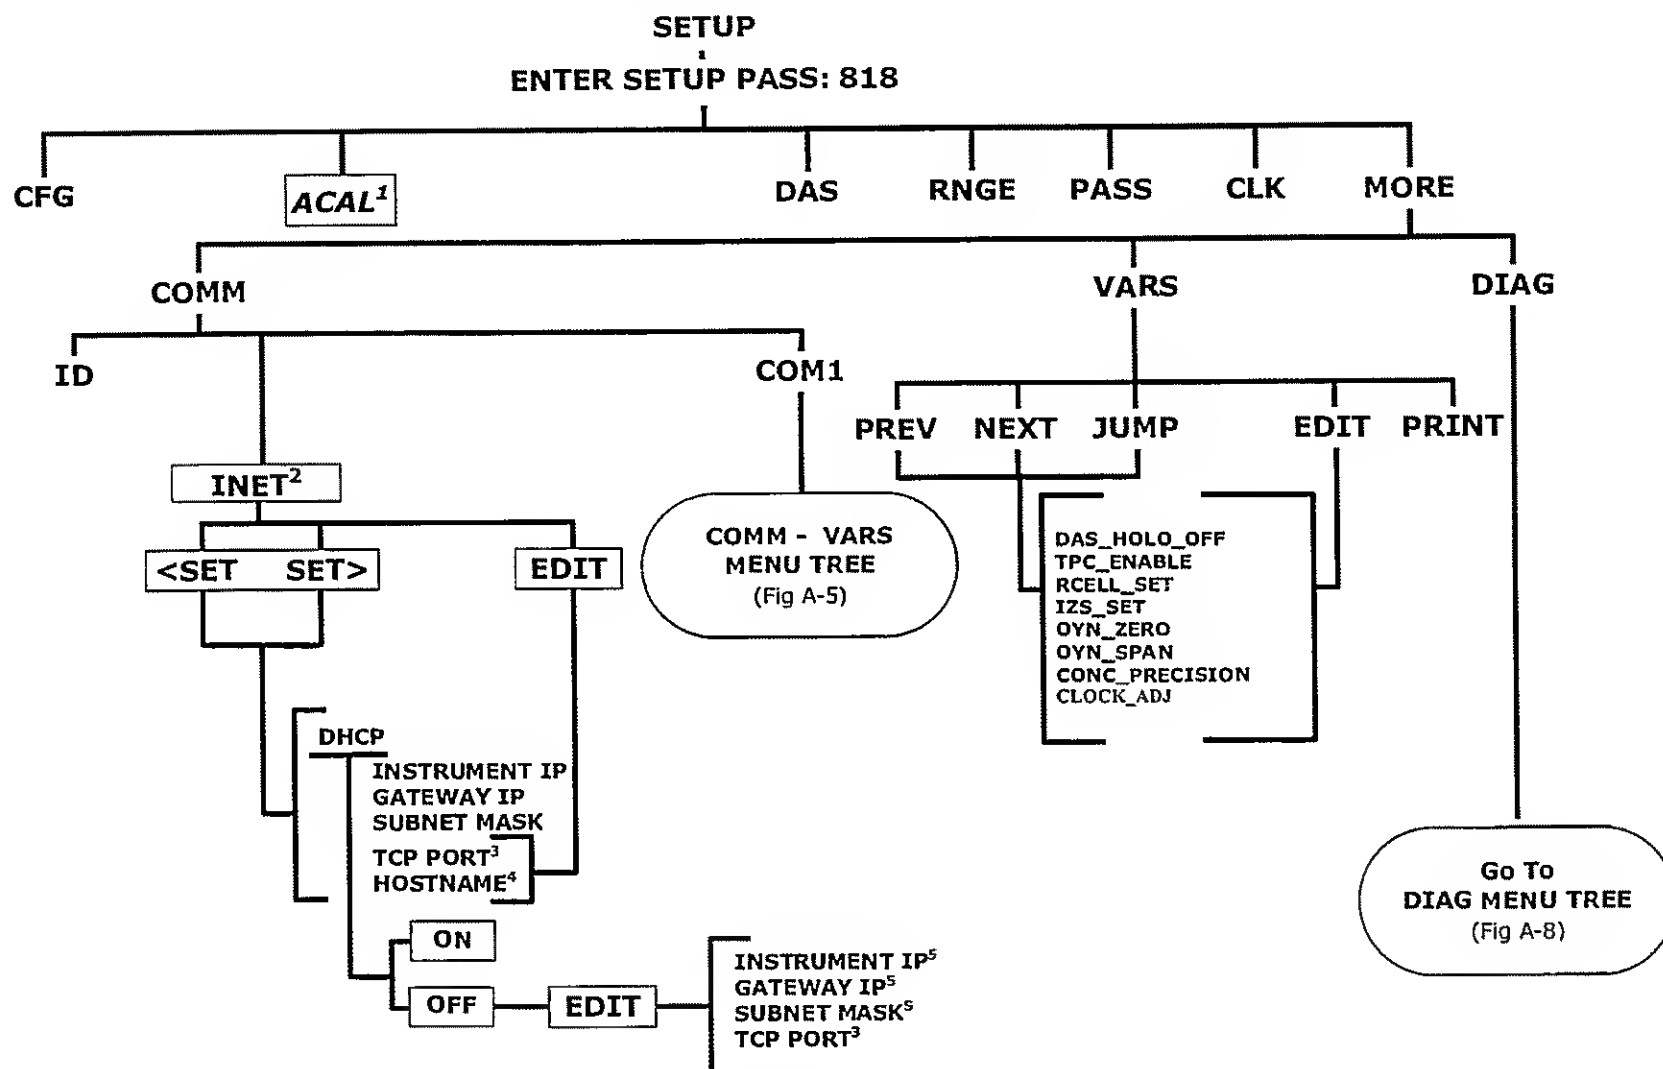 SETUP
ENTER SETUP PASS: 818
CFG
ACAL¹
DAS
RNGE
PASS
CLK
MORE
COMM
VARS
DIAG
ID
COM1
INET²
<SET SET>
EDIT
COMM - VARS
MENU TREE
(Fig A-5)
PREV
NEXT
JUMP
EDIT
PRINT
DAS_HOLO_OFF
TPC_ENABLE
RCELL_SET
IZS_SET
OYN_ZERO
OYN_SPAN
CONC_PRECISION
CLOCK_ADJ
DHCP
INSTRUMENT IP
GATEWAY IP
SUBNET MASK
TCP PORT³
HOSTNAME⁴
ON
OFF
EDIT
INSTRUMENT IP⁵
GATEWAY IP⁵
SUBNET MASK⁵
TCP PORT³
Go To
DIAG MENU TREE
(Fig A-8)